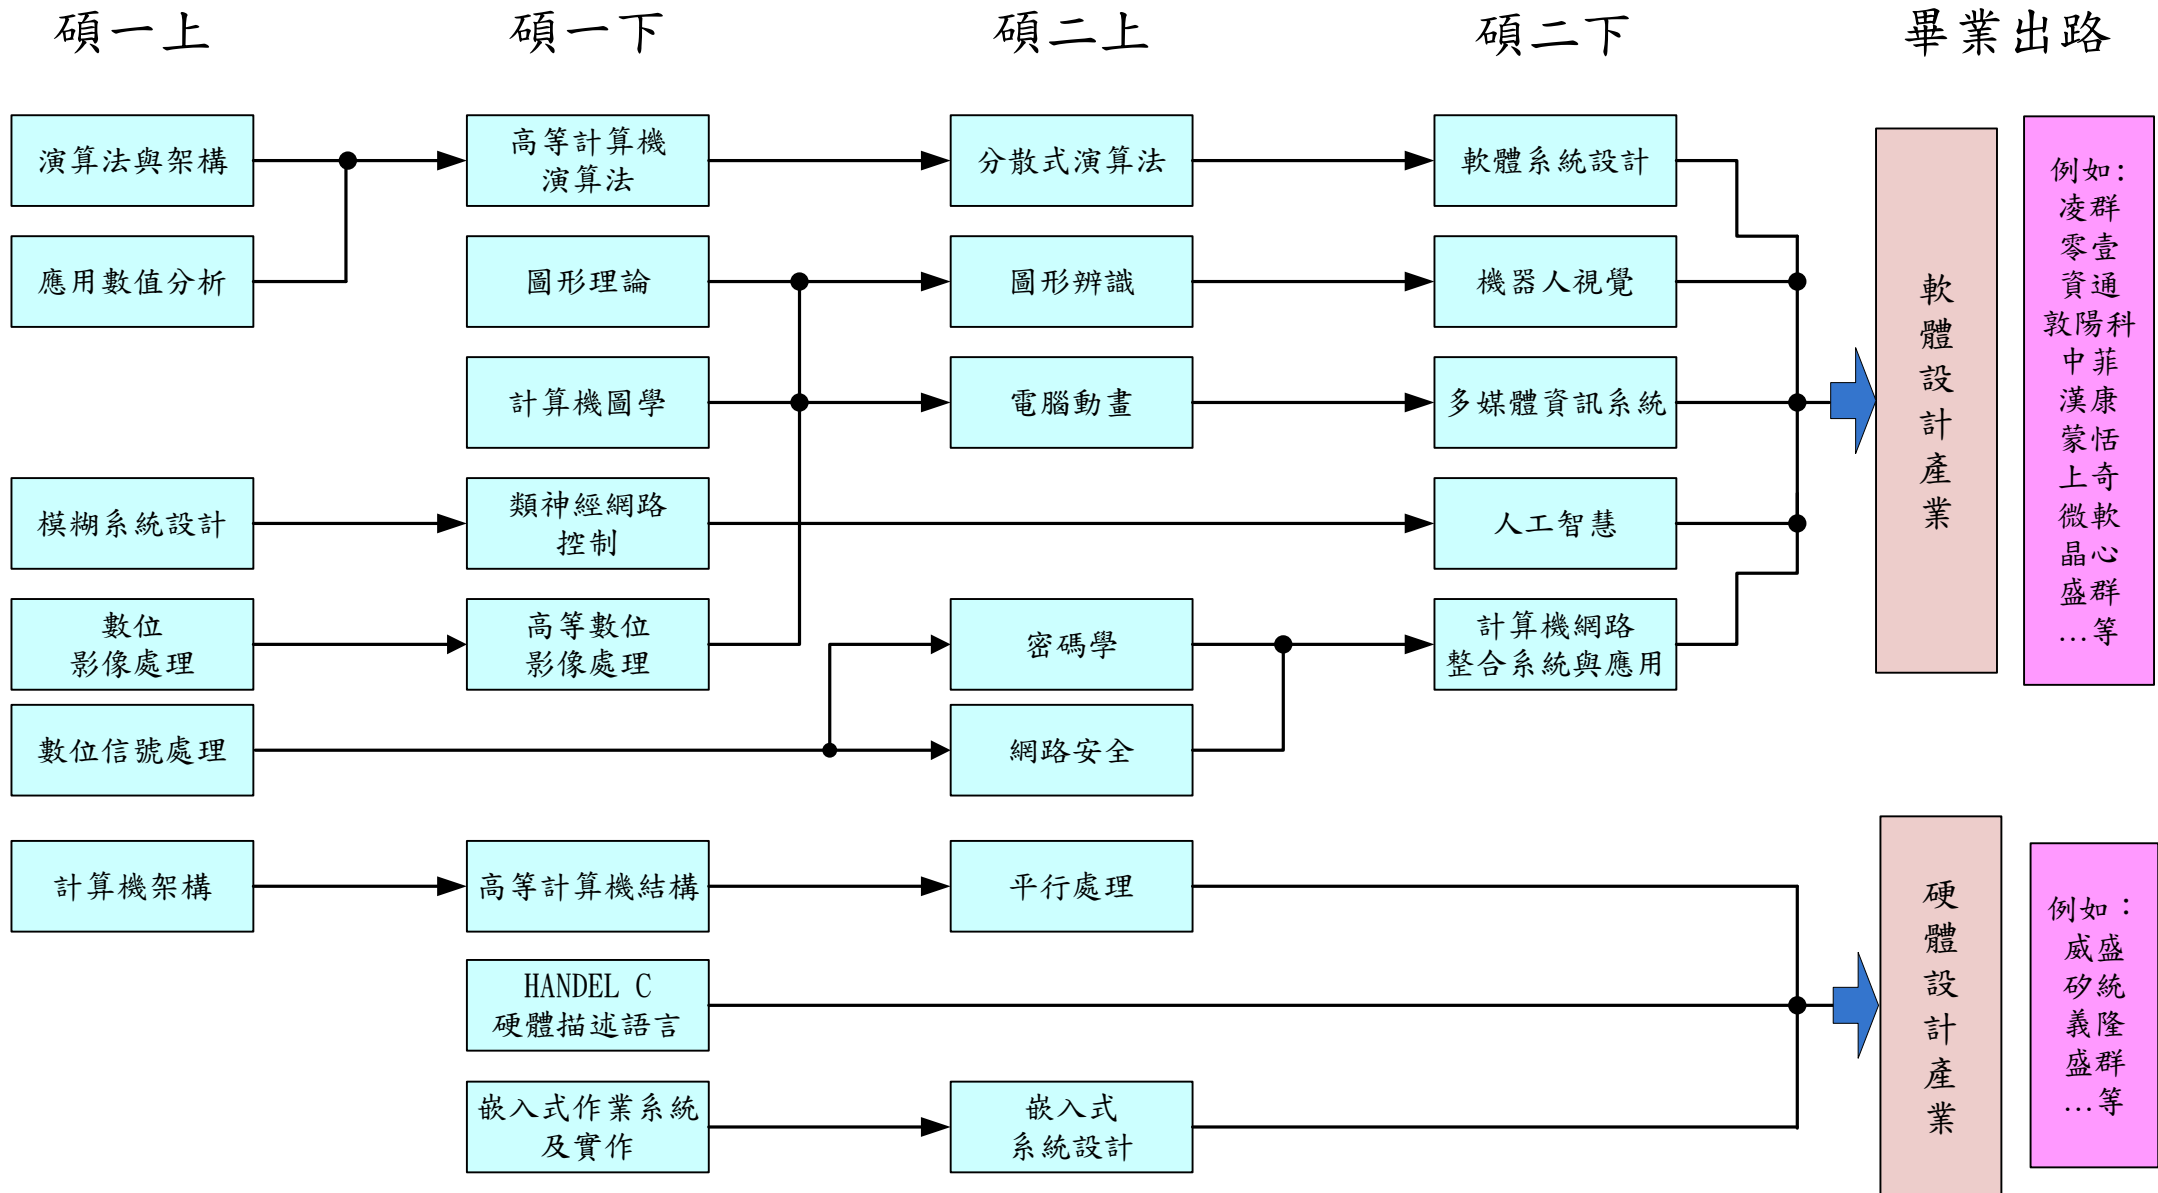 碩一上
碩一下
碩二上
碩二下
畢業出路
演算法與架構
高等計算機
演算法
分散式演算法
軟體系統設計
應用數值分析
圖形理論
圖形辨識
機器人視覺
計算機圖學
電腦動畫
多媒體資訊系統
模糊系統設計
類神經網路
控制
人工智慧
數位
影像處理
高等數位
影像處理
密碼學
計算機網路
整合系統與應用
數位信號處理
網路安全
軟體設計產業
例如:
凌群
零壹
資通
敦陽科
中菲
漢康
蒙恬
上奇
微軟
晶心
盛群
...等
計算機架構
高等計算機結構
平行處理
HANDEL C
硬體描述語言
嵌入式作業系統
及實作
嵌入式
系統設計
硬體設計產業
例如：
威盛
矽統
義隆
盛群
...等